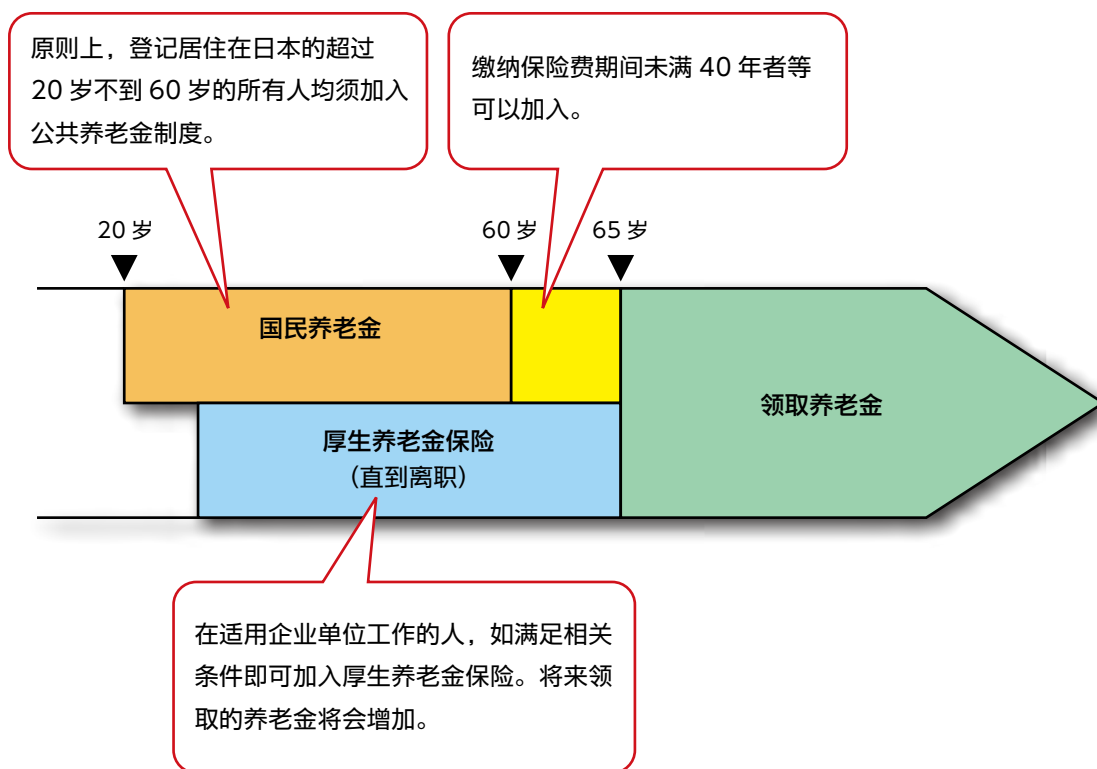 原则上，登记居住在日本的超过
20 岁不到 60 岁的所有人均须加入
公共养老金制度。
缴纳保险费期间未满 40 年者等
可以加入。
20 岁
60 岁
65 岁
国民养老金
领取养老金
厚生养老金保险
（直到离职）
在适用企业单位工作的人，如满足相关
条件即可加入厚生养老金保险。将来领
取的养老金将会增加。